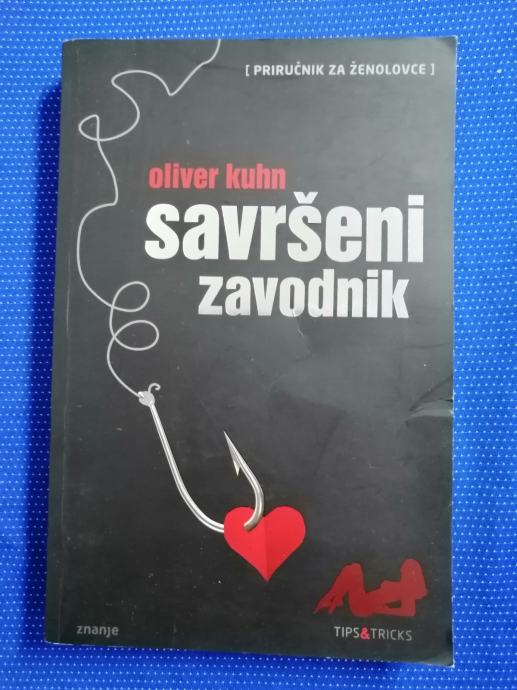 [ PRIRUČNIK ZA ŽENOLOVCE ]
oliver kuhn
savršeni
zavodnik
znanje
TIPS&TRICKS